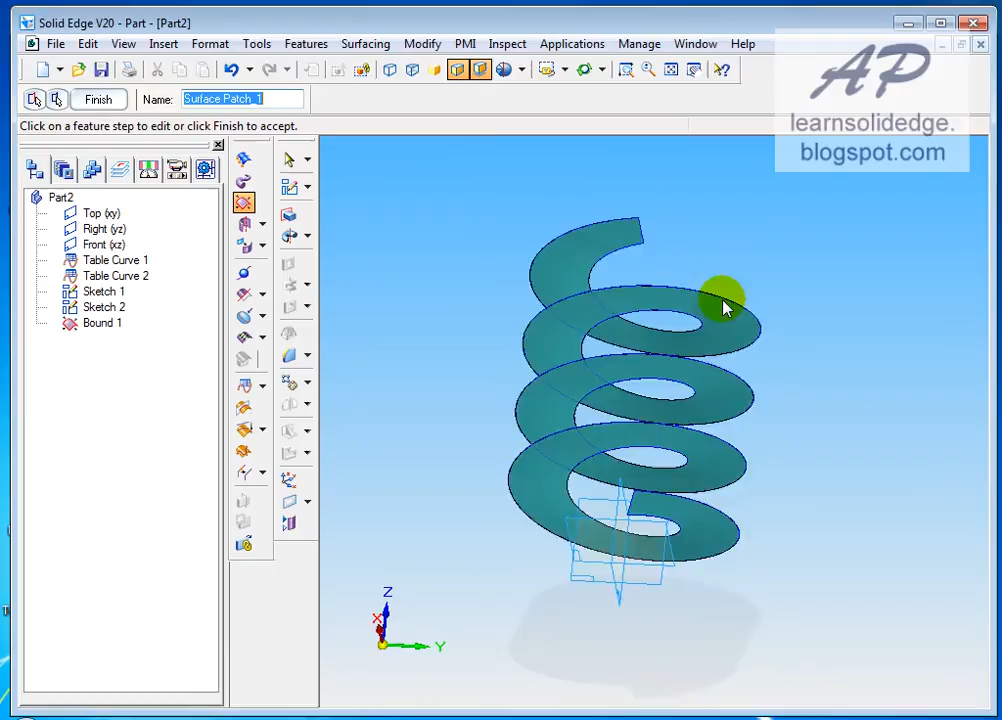 Solid Edge V20 - Part - [Part2]
File Edit View Insert Format Tools Features Surfacing Modify PMI Inspect Applications Manage Window Help
AP
learnsolidedge.
blogspot.com
Finish Name: Surface Patch_1
Click on a feature step to edit or click Finish to accept.
Part2
Top (xy)
Right (yz)
Front (xz)
Table Curve 1
Table Curve 2
Sketch 1
Sketch 2
Bound 1
Z
X
Y